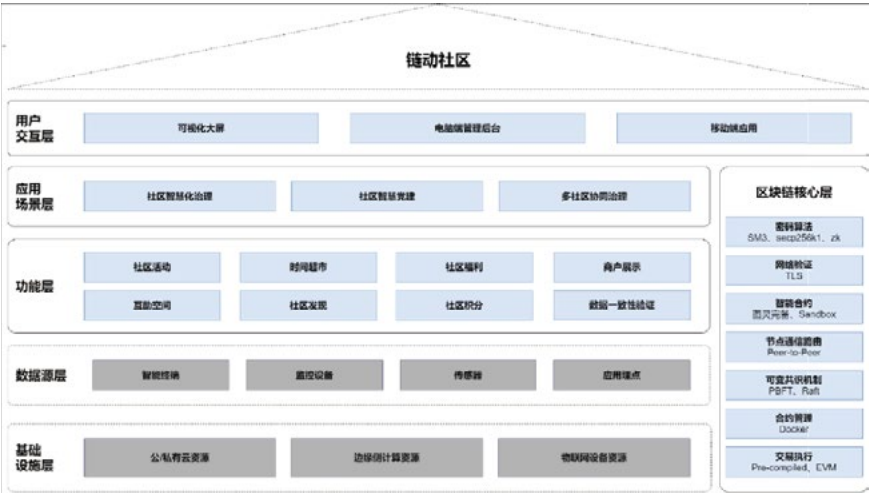 链动社区
用户
交互层
可视化大屏
电脑端管理后台
移动端应用
应用
场景层
社区智慧化治理
社区智慧党建
多社区协同治理
功能层
社区活动
时间超市
社区福利
商户展示
互助空间
社区发现
社区积分
数据一致性验证
数据源层
智能终端
监控设备
传感器
应用埋点
基础
设施层
公/私有云资源
边缘侧计算资源
物联网设备资源
区块链核心层
密码算法
SM3、secp256k1、zk
网络验证
TLS
智能合约
图灵完备、Sandbox
节点通信路由
Peer-to-Peer
可变共识机制
PBFT、Raft
合约管理
Docker
交易执行
Pre-compiled、EVM